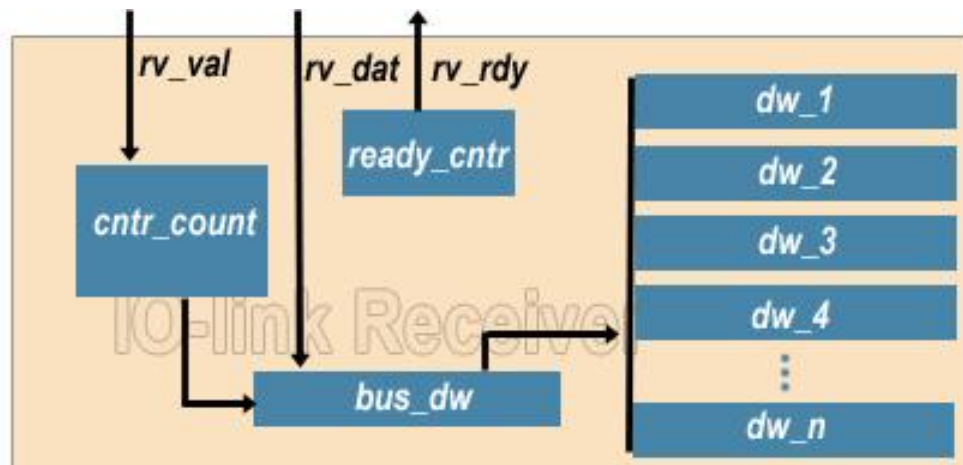 rv_val
rv_dat
rv_rdy
dw_1
ready_cntr
dw_2
cntr_count
dw_3
IO-link Receiver
dw_4
bus_dw
dw_n